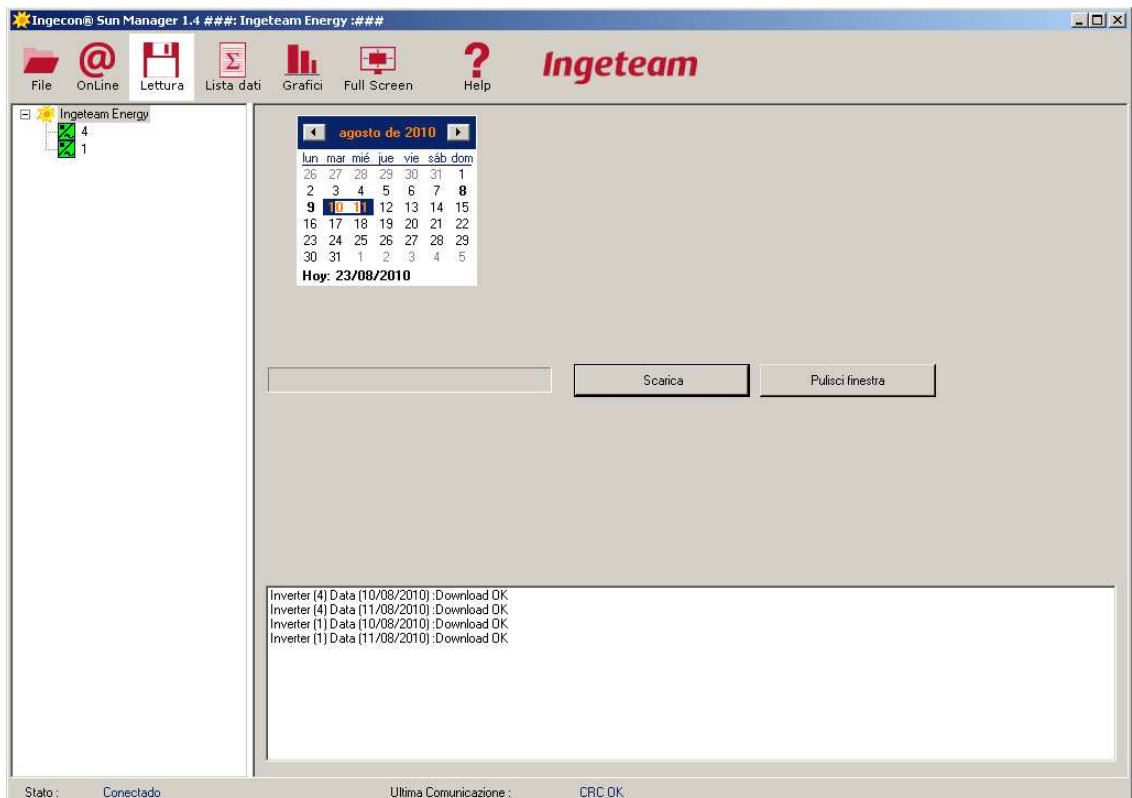 Ingecon® Sun Manager 1.4 ###: Ingeteam Energy :###
File OnLine Lettura Lista dati Grafici Full Screen Help Ingeteam
Ingeteam Energy
4
1
agosto de 2010
lun mar mié jue vie sáb dom
26 27 28 29 30 31 1
2 3 4 5 6 7 8
9 10 11 12 13 14 15
16 17 18 19 20 21 22
23 24 25 26 27 28 29
30 31 1 2 3 4 5
Hoy: 23/08/2010
Scarica Pulisci finestra
Inverter (4) Data (10/08/2010) :Download OK
Inverter (4) Data (11/08/2010) :Download OK
Inverter (1) Data (10/08/2010) :Download OK
Inverter (1) Data (11/08/2010) :Download OK
Stato : Conectado Ultima Comunicazione : CRC OK